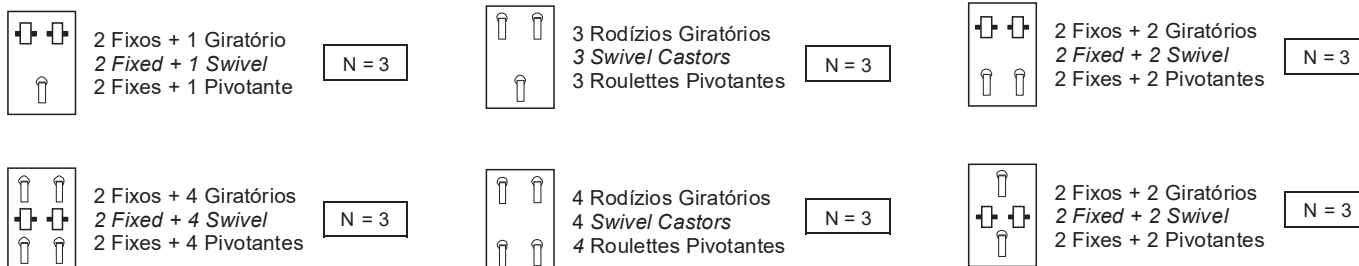 2 Fixos + 1 Giratório
2 Fixed + 1 Swivel
2 Fixes + 1 Pivotante
N = 3
3 Rodízios Giratórios
3 Swivel Castors
3 Roulettes Pivotantes
N = 3
2 Fixos + 2 Giratórios
2 Fixed + 2 Swivel
2 Fixes + 2 Pivotantes
N = 3
2 Fixos + 4 Giratórios
2 Fixed + 4 Swivel
2 Fixes + 4 Pivotantes
N = 3
4 Rodízios Giratórios
4 Swivel Castors
4 Roulettes Pivotantes
N = 3
2 Fixos + 2 Giratórios
2 Fixed + 2 Swivel
2 Fixes + 2 Pivotantes
N = 3